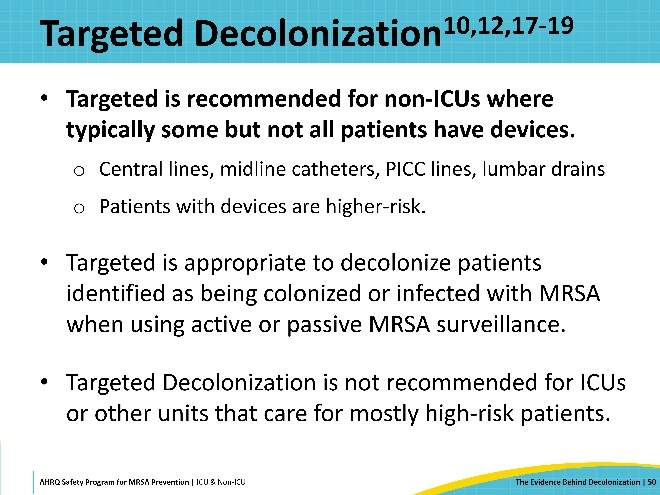 Targeted Decolonization10,12,17-19
• Targeted is recommended for non-ICUs where
typically some but not all patients have devices.
o Central lines, midline catheters, PICC lines, lumbar drains
o Patients with devices are higher-risk.
• Targeted is appropriate to decolonize patients
identified as being colonized or infected with MRSA
when using active or passive MRSA surveillance.
• Targeted Decolonization is not recommended for ICUs
or other units that care for mostly high-risk patients.
AHRQ Safety Program for MRSA Prevention | ICU & Non-ICU
The Evidence Behind Decolonization | 50